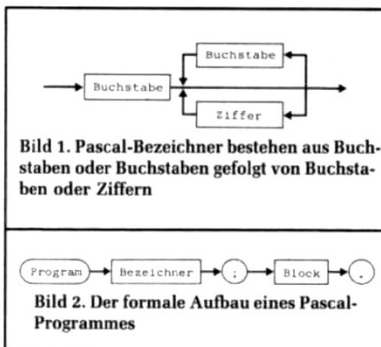 Buchstabe
Buchstabe
Ziffer
Bild 1. Pascal-Bezeichner bestehen aus Buch-
staben oder Buchstaben gefolgt von Buchsta-
ben oder Ziffern
Program Bezeichner ; Block .
Bild 2. Der formale Aufbau eines Pascal-
Programmes